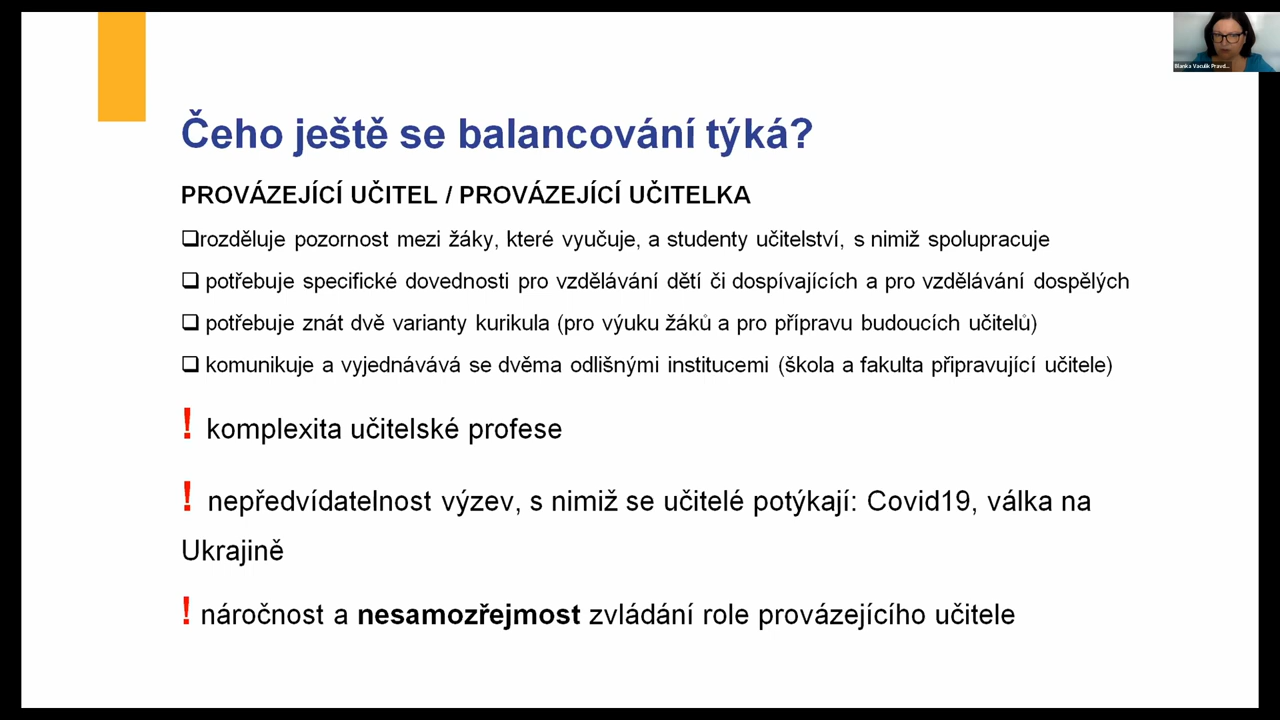 Blanka Vaculík Pravd...
Čeho ještě se balancování týká?
PROVÁZEJÍCÍ UČITEL / PROVÁZEJÍCÍ UČITELKA
❑rozděluje pozornost mezi žáky, které vyučuje, a studenty učitelství, s nimiž spolupracuje
❑ potřebuje specifické dovednosti pro vzdělávání dětí či dospívajících a pro vzdělávání dospělých
❑ potřebuje znát dvě varianty kurikula (pro výuku žáků a pro přípravu budoucích učitelů)
❑ komunikuje a vyjednávává se dvěma odlišnými institucemi (škola a fakulta připravující učitele)
! komplexita učitelské profese
! nepředvídatelnost výzev, s nimiž se učitelé potýkají: Covid19, válka na
Ukrajině
! náročnost a nesamozřejmost zvládání role provázejícího učitele